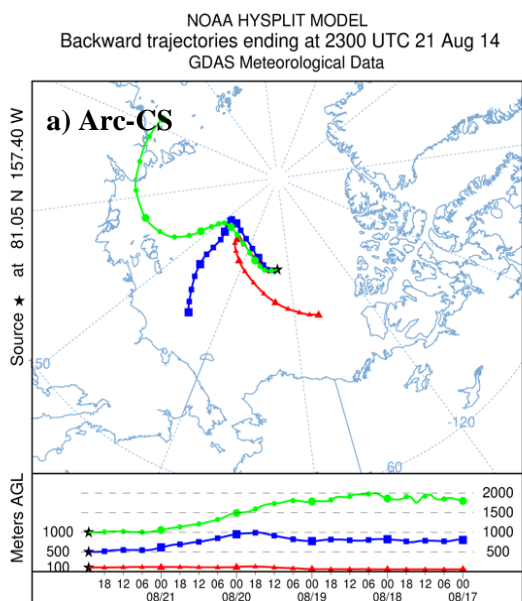 NOAA HYSPLIT MODEL
Backward trajectories ending at 2300 UTC 21 Aug 14
GDAS Meteorological Data
a) Arc-CS
Source ★ at 81.05 N 157.40 W
-120
Meters AGL
1000
500
100
2000
1500
1000
500
18 12 06 00 18 12 06 00 18 12 06 00 18 12 06 00 18 12 06 00
08/21 08/20 08/19 08/18 08/17